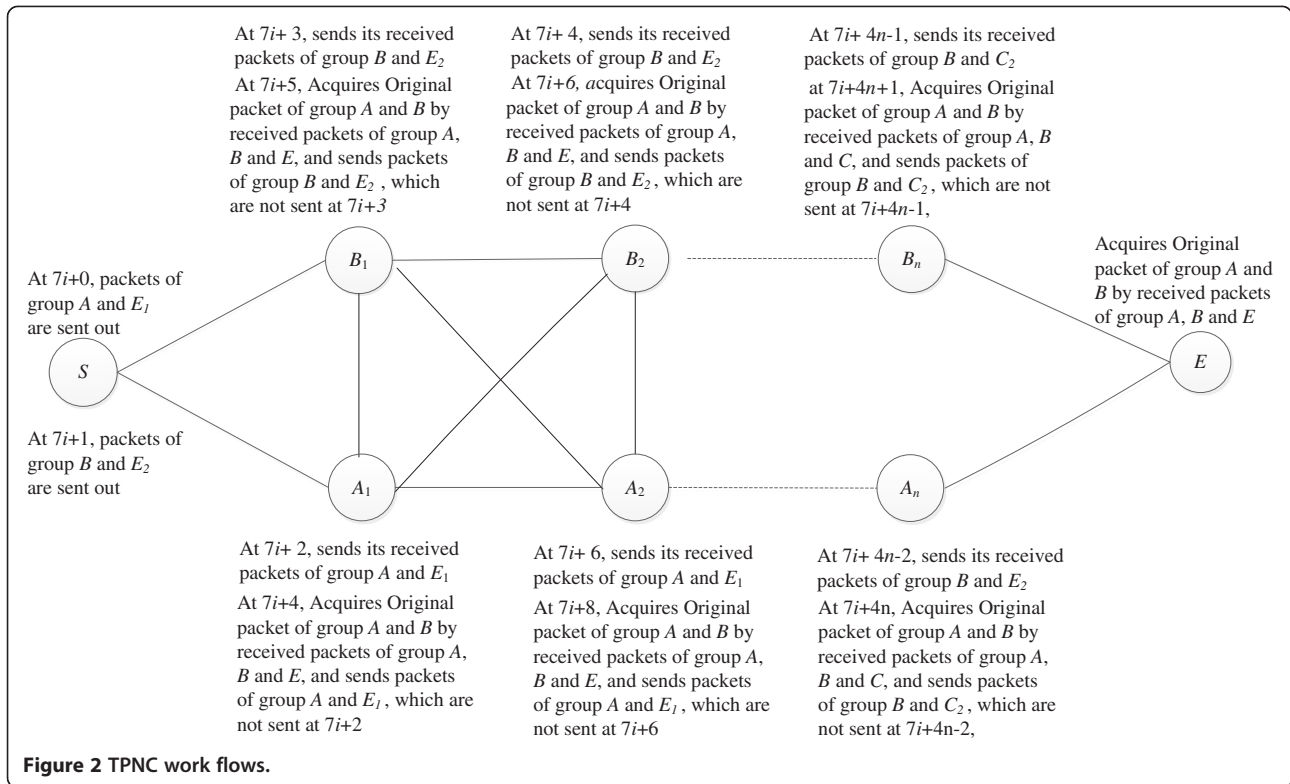 At 7i+ 3, sends its received
packets of group B and E2
At 7i+5, Acquires Original
packet of group A and B by
received packets of group A,
B and E, and sends packets
of group B and E2 , which
are not sent at 7i+3
At 7i+ 4, sends its received
packets of group B and E2
At 7i+6, acquires Original
packet of group A and B by
received packets of group A,
B and E, and sends packets
of group B and E2 , which are
not sent at 7i+4
At 7i+ 4n-1, sends its received
packets of group B and C2
at 7i+4n+1, Acquires Original
packet of group A and B by
received packets of group A, B
and C, and sends packets of
group B and C2 , which are not
sent at 7i+4n-1,
At 7i+0, packets of
group A and E1
are sent out
B1
B2
Bn
Acquires Original
packet of group A and
B by received packets
of group A, B and E
S
E
At 7i+1, packets of
group B and E2
are sent out
A1
A2
An
At 7i+ 2, sends its received
packets of group A and E1
At 7i+4, Acquires Original
packet of group A and B by
received packets of group A,
B and E, and sends packets
of group A and E1 , which are
not sent at 7i+2
At 7i+ 6, sends its received
packets of group A and E1
At 7i+8, Acquires Original
packet of group A and B by
received packets of group A,
B and E, and sends packets
of group A and E1 , which are
not sent at 7i+6
At 7i+ 4n-2, sends its received
packets of group B and E2
At 7i+4n, Acquires Original
packet of group A and B by
received packets of group A,
B and C, and sends packets
of group B and C2 , which are
not sent at 7i+4n-2,
Figure 2 TPNC work flows.